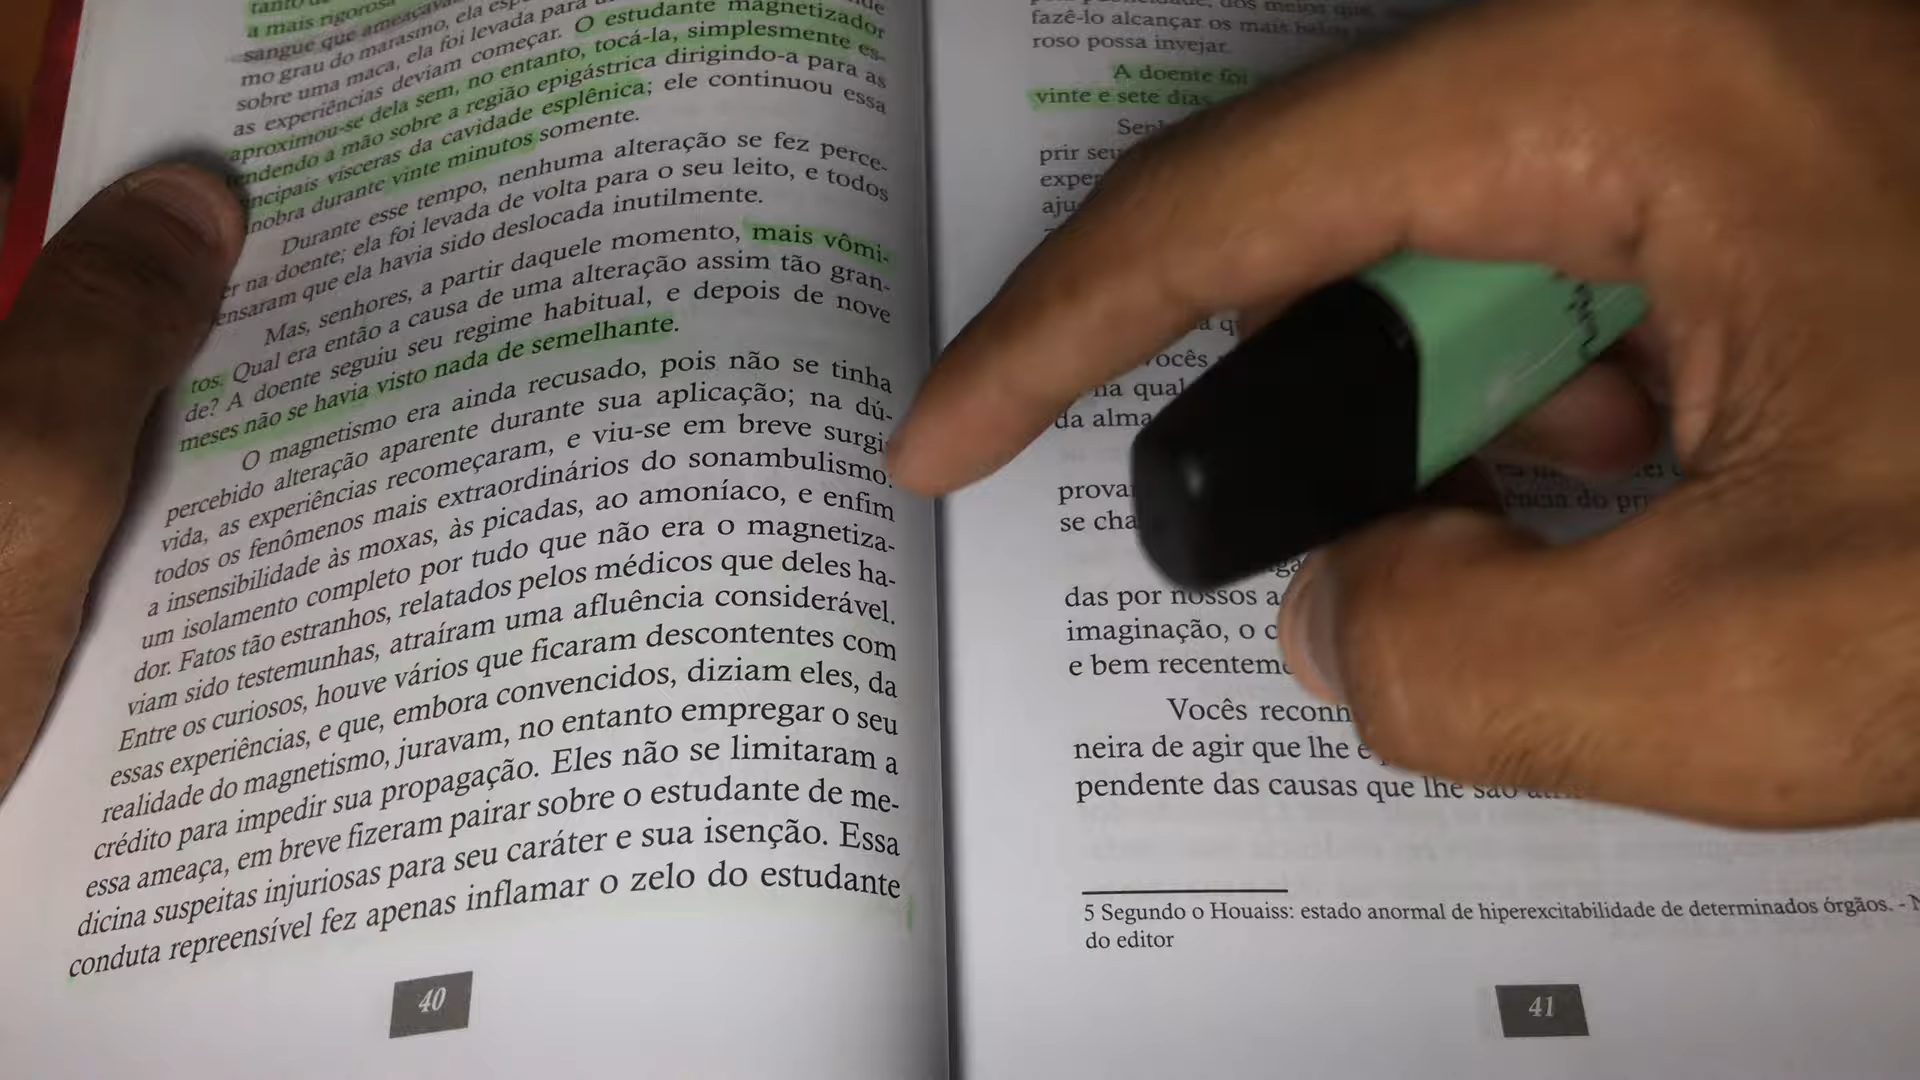 tanto
a mais rigorosa
sangue que ameaçava
mo grau do marasmo, ela
sobre uma maca, ela foi levada para
as experiências deviam começar. O estudante magnetizador
aproximou-se dela sem, no entanto, tocá-la, simplesmente es-
tendendo a mão sobre a região epigástrica dirigindo-a para as
incipais vísceras da cavidade esplênica; ele continuou essa
nobra durante vinte minutos somente.
Durante esse tempo, nenhuma alteração se fez perce-
er na doente; ela foi levada de volta para o seu leito, e todos
ensaram que ela havia sido deslocada inutilmente.
Mas, senhores, a partir daquele momento, mais vômi-
tos. Qual era então a causa de uma alteração assim tão gran-
de? A doente seguiu seu regime habitual, e depois de nove
meses não se havia visto nada de semelhante.
O magnetismo era ainda recusado, pois não se tinha
percebido alteração aparente durante sua aplicação; na dú-
vida, as experiências recomeçaram, e viu-se em breve surgi
todos os fenômenos mais extraordinários do sonambulismo:
a insensibilidade às moxas, às picadas, ao amoníaco, e enfim
um isolamento completo por tudo que não era o magnetiza-
dor. Fatos tão estranhos, relatados pelos médicos que deles ha-
viam sido testemunhas, atraíram uma afluência considerável.
Entre os curiosos, houve vários que ficaram descontentes com
essas experiências, e que, embora convencidos, diziam eles, da
realidade do magnetismo, juravam, no entanto empregar o seu
crédito para impedir sua propagação. Eles não se limitaram a
essa ameaça, em breve fizeram pairar sobre o estudante de me-
dicina suspeitas injuriosas para seu caráter e sua isenção. Essa
conduta repreensível fez apenas inflamar o zelo do estudante
40
dos meios que
fazê-lo alcançar os mais
roso possa invejar.
A doente foi
vinte e sete dias
prir seu
vocês
na qual
da alma
se cha
das por nossos
imaginação, o
e bem recenteme
Vocês reconh
neira de agir que lhe
pendente das causas que lhe são
5 Segundo o Houaiss: estado anormal de hiperexcitabilidade de determinados órgãos. - N
do editor
41